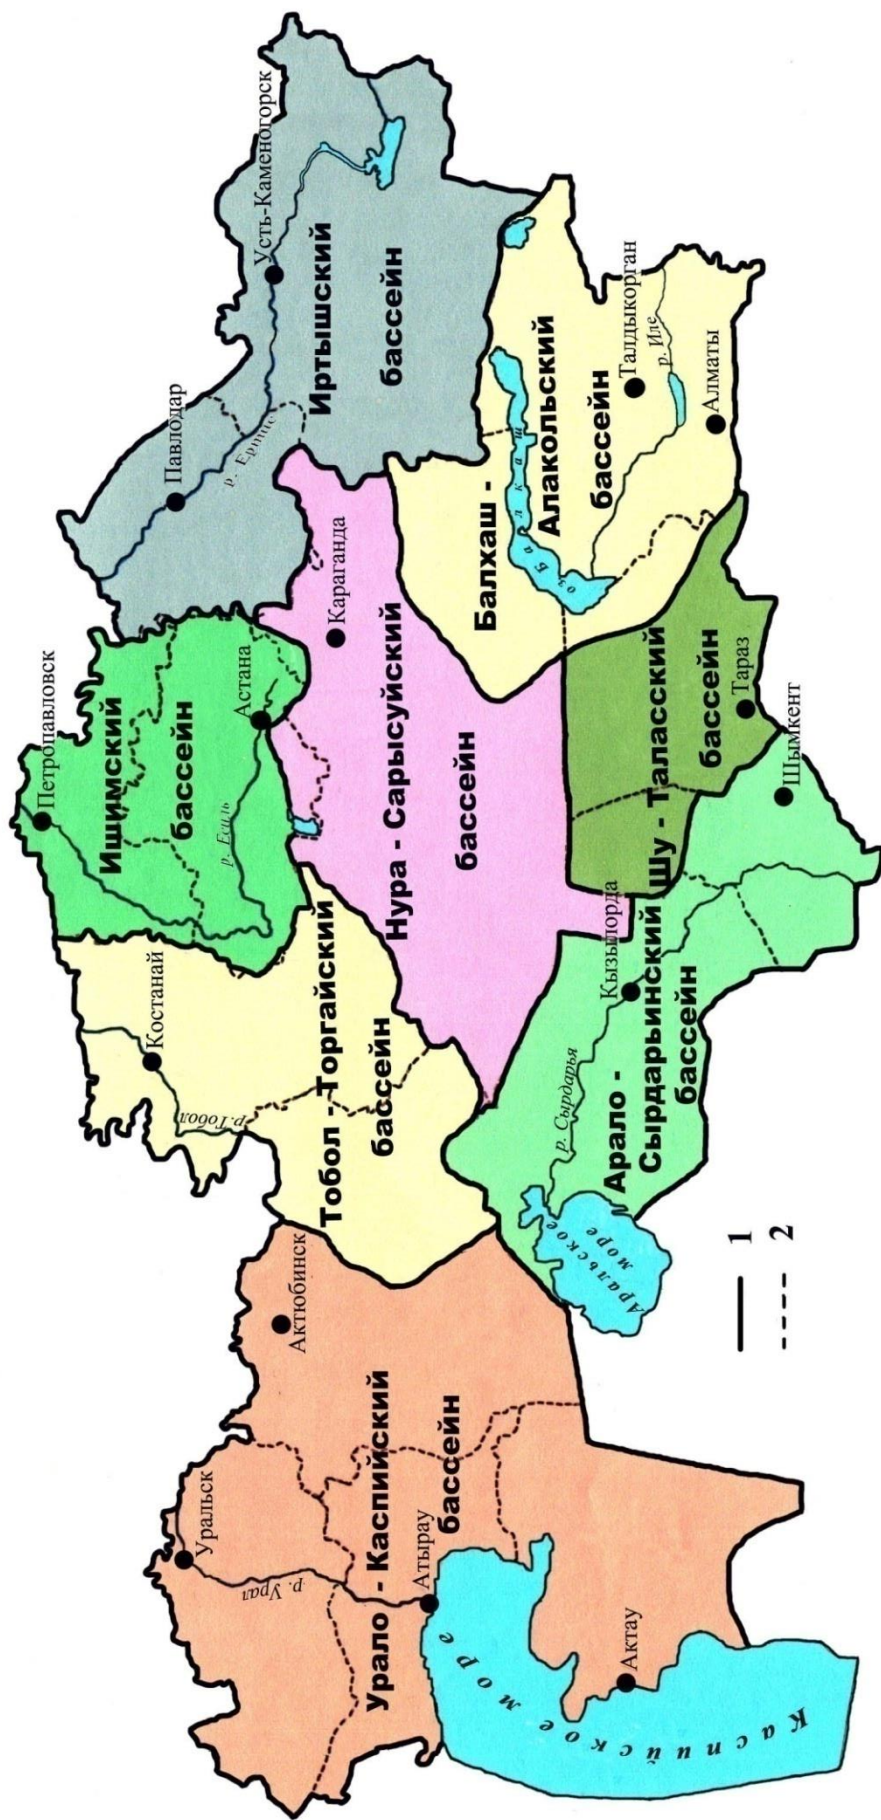 Петропавловск
Ишимский
бассейн
р. Есиль
Астана
Павлодар
р. Ертис
Усть-Каменогорск
Иртышский
бассейн
Костанай
р.Тобол
Тобол - Торгайский
бассейн
Караганда
Нура - Сарысуйский
бассейн
Балхаш -
Алакольский
бассейн
оз. Балкаш
Талдыкорган
р. Иле
Алматы
Уральск
р. Урал
Актюбинск
Урало - Каспийский
бассейн
Атырау
Актау
Каспийское море
Аральское
море
р. Сырдарья
Кызылорда
Арало -
Сырдарьинский
бассейн
Шу - Таласский
бассейн
Тараз
Шымкент
1
2